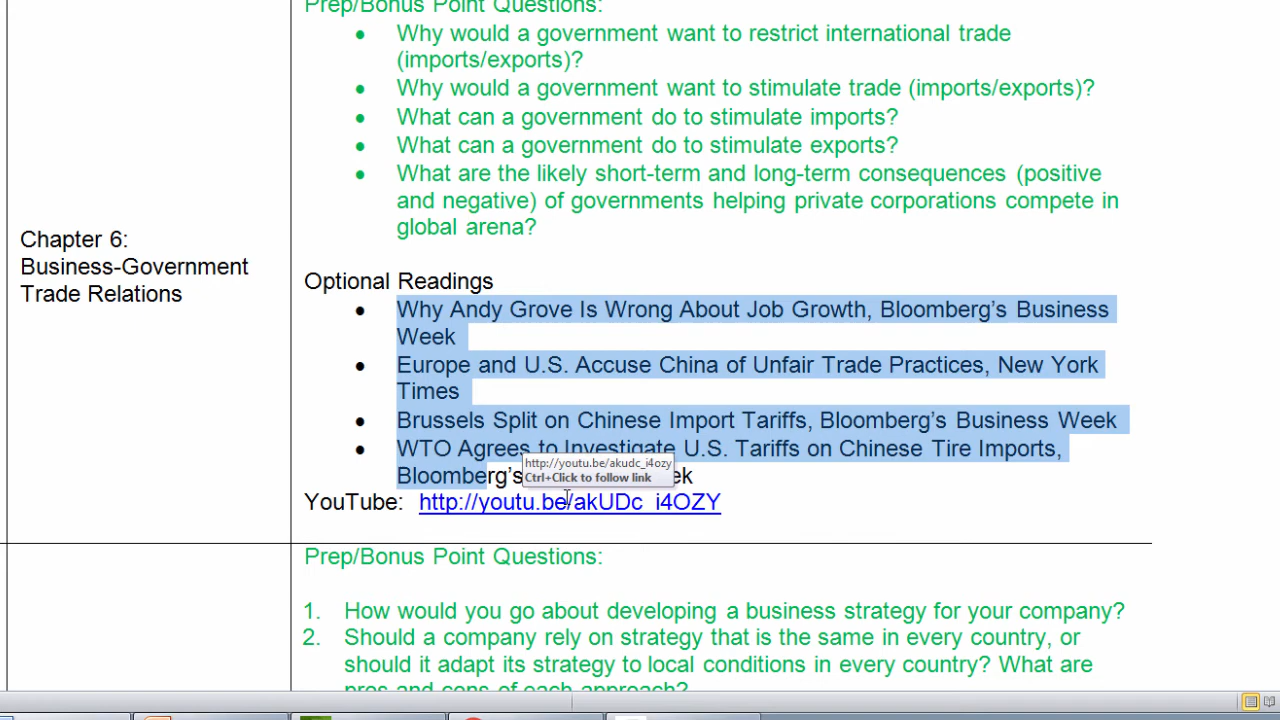 Prep/Bonus Point Questions:
• Why would a government want to restrict international trade
(imports/exports)?
• Why would a government want to stimulate trade (imports/exports)?
• What can a government do to stimulate imports?
• What can a government do to stimulate exports?
• What are the likely short-term and long-term consequences (positive
and negative) of governments helping private corporations compete in
global arena?
Chapter 6:
Business-Government
Trade Relations
Optional Readings
• Why Andy Grove Is Wrong About Job Growth, Bloomberg's Business
Week
• Europe and U.S. Accuse China of Unfair Trade Practices, New York
Times
• Brussels Split on Chinese Import Tariffs, Bloomberg's Business Week
• WTO Agrees to Investigate U.S. Tariffs on Chinese Tire Imports,
Bloomberg's ek
http://youtu.be/akudc_i4ozy
Ctrl+Click to follow link
YouTube: http://youtu.be/akUDc_i4OZY
Prep/Bonus Point Questions:
1. How would you go about developing a business strategy for your company?
2. Should a company rely on strategy that is the same in every country, or
should it adapt its strategy to local conditions in every country? What are
pros and cons of each approach?